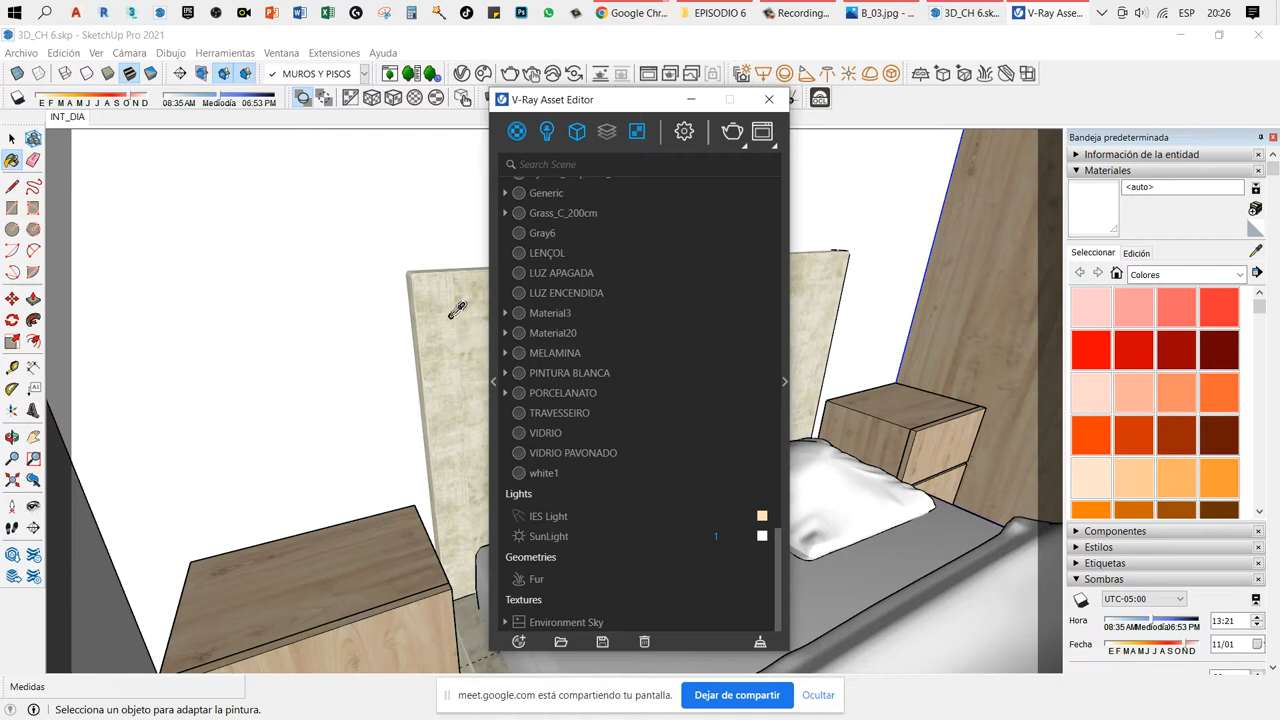 Google Chr...
EPISODIO 6
Recording...
B_03.jpg - ...
3D_CH 6.sk...
V-Ray Asse...
ESP
20:26
3D_CH 6.skp - SketchUp Pro 2021
Archivo Edición Ver Cámara Dibujo Herramientas Ventana Extensiones Ayuda
MUROS Y PISOS
E F M A M J J A S O N D
08:35 AM Mediodía 06:53 PM
INT_DIA
V-Ray Asset Editor
Search Scene
Generic
Grass_C_200cm
Gray6
LENÇOL
LUZ APAGADA
LUZ ENCENDIDA
Material3
Material20
MELAMINA
PINTURA BLANCA
PORCELANATO
TRAVESSEIRO
VIDRIO
VIDRIO PAVONADO
white1
Lights
IES Light
SunLight 1
Geometries
Fur
Textures
Environment Sky
Bandeja predeterminada
Información de la entidad
Materiales
<auto>
Seleccionar Edición
Colores
Componentes
Estilos
Etiquetas
Sombras
UTC-05:00
Hora
08:35 AM Mediodía 06:53 PM
13:21
Fecha
E F M A M J J A S O N D
11/01
Medidas
meet.google.com está compartiendo tu pantalla.
Dejar de compartir
Ocultar
Selecciona un objeto para adaptar la pintura.